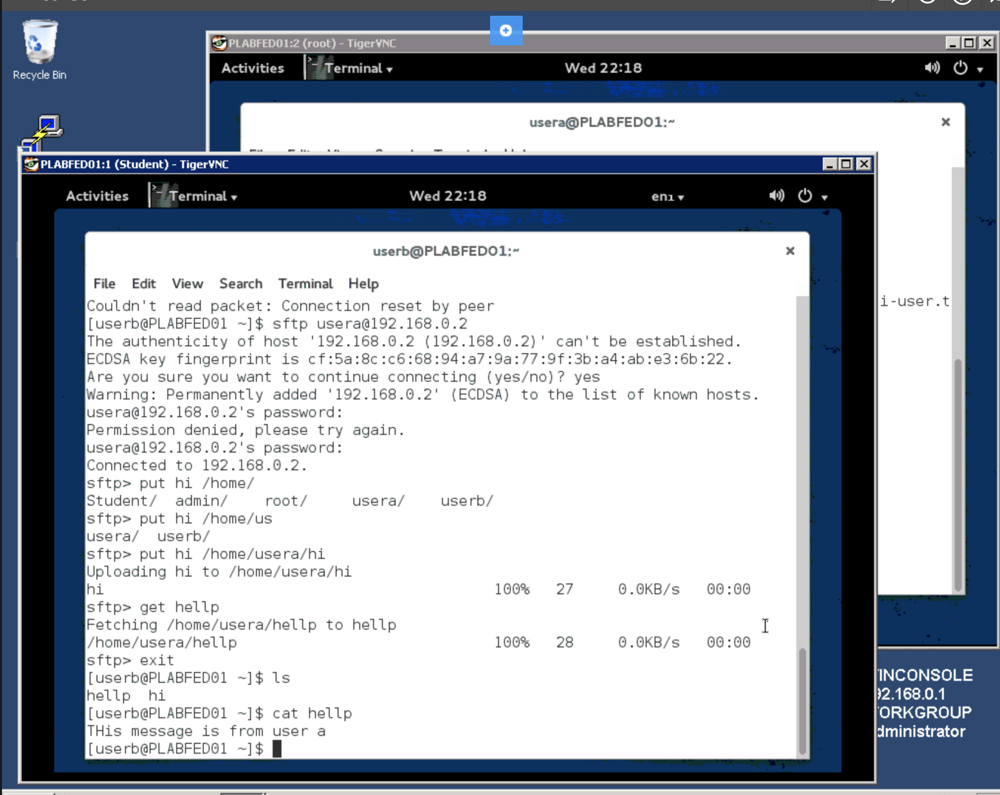 Recycle Bin
PLABFED01:2 (root) - TigerVNC
Activities Terminal Wed 22:18
usera@PLABFED01:~
i-user.t
PLABFED01:1 (Student) - TigerVNC
Activities Terminal Wed 22:18 en1
userb@PLABFED01:~
File Edit View Search Terminal Help
Couldn't read packet: Connection reset by peer
[userb@PLABFED01 ~]$ sftp usera@192.168.0.2
The authenticity of host '192.168.0.2 (192.168.0.2)' can't be established.
ECDSA key fingerprint is cf:5a:8c:c6:68:94:a7:9a:77:9f:3b:a4:ab:e3:6b:22.
Are you sure you want to continue connecting (yes/no)? yes
Warning: Permanently added '192.168.0.2' (ECDSA) to the list of known hosts.
usera@192.168.0.2's password:
Permission denied, please try again.
usera@192.168.0.2's password:
Connected to 192.168.0.2.
sftp> put hi /home/
Student/ admin/ root/ usera/ userb/
sftp> put hi /home/us
usera/ userb/
sftp> put hi /home/usera/hi
Uploading hi to /home/usera/hi
hi 100% 27 0.0KB/s 00:00
sftp> get hellp
Fetching /home/usera/hellp to hellp
/home/usera/hellp 100% 28 0.0KB/s 00:00
sftp> exit
[userb@PLABFED01 ~]$ ls
hellp hi
[userb@PLABFED01 ~]$ cat hellp
THis message is from user a
[userb@PLABFED01 ~]$
INCONSOLE
92.168.0.1
ORKGROUP
dministrator